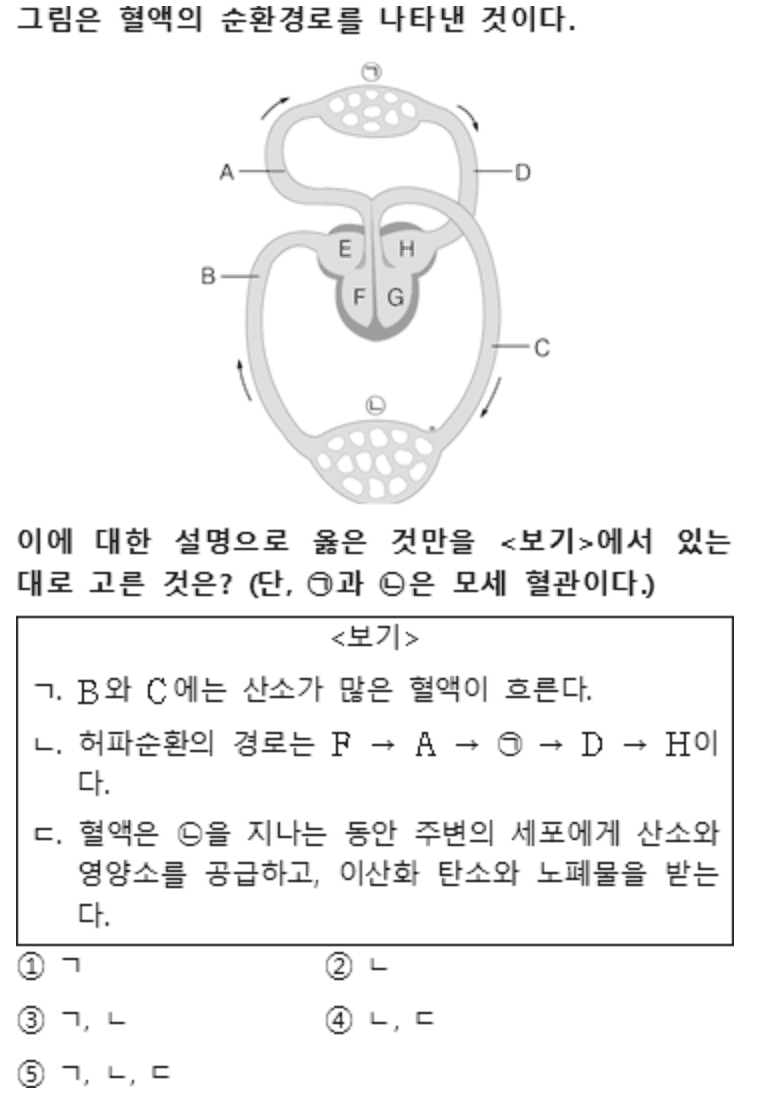 그림은 혈액의 순환경로를 나타낸 것이다.
㉠
A
D
E
H
B
F
G
C
㉡
이에 대한 설명으로 옳은 것만을 <보기>에서 있는
대로 고른 것은? (단, ㉠과 ㉡은 모세 혈관이다.)
<보기>
ㄱ. B와 C에는 산소가 많은 혈액이 흐른다.
ㄴ. 허파순환의 경로는 F → A → ㉠ → D → H이
다.
ㄷ. 혈액은 ㉡을 지나는 동안 주변의 세포에게 산소와
영양소를 공급하고, 이산화 탄소와 노폐물을 받는
다.
① ㄱ ② ㄴ
③ ㄱ, ㄴ ④ ㄴ, ㄷ
⑤ ㄱ, ㄴ, ㄷ